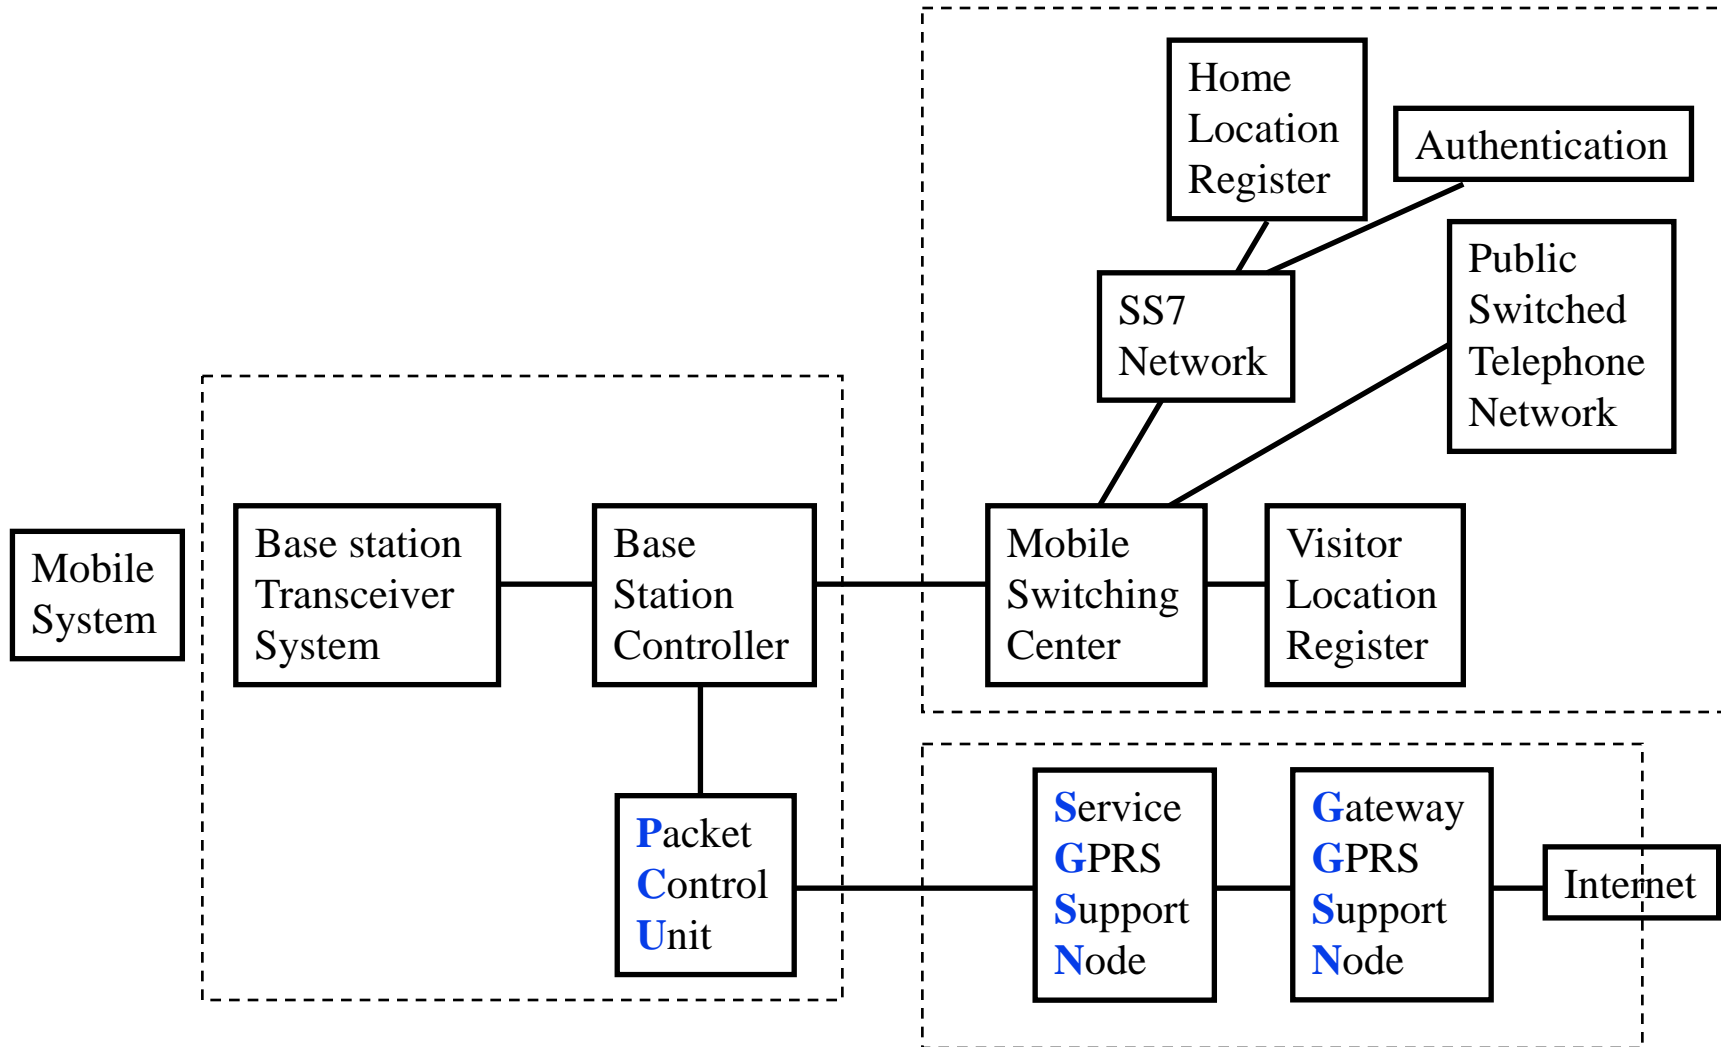 Home
Location
Register
Authentication
Public
Switched
Telephone
Network
SS7
Network
Mobile
System
Base station
Transceiver
System
Base
Station
Controller
Mobile
Switching
Center
Visitor
Location
Register
Packet
Control
Unit
Service
GPRS
Support
Node
Gateway
GPRS
Support
Node
Internet